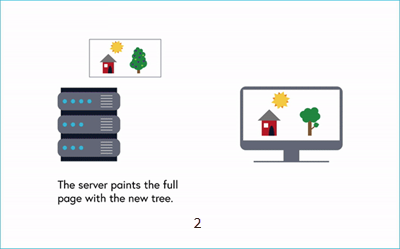 The server paints the full
page with the new tree.
2